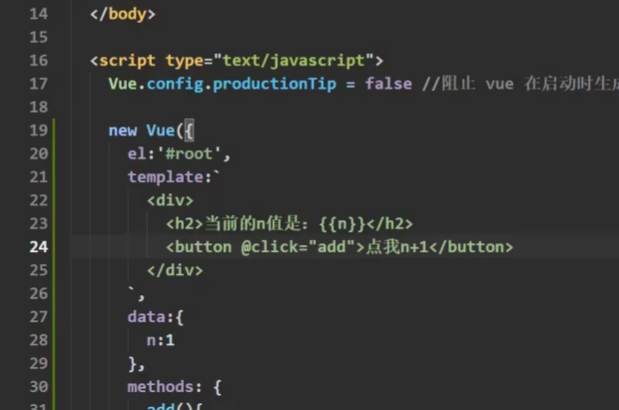 14 </body>
15
16 <script type="text/javascript">
17 Vue.config.productionTip = false //阻止 vue 在启动时生成
18
19 new Vue({
20 el:'#root',
21 template:`
22 <div>
23 <h2>当前的n值是：{{n}}</h2>
24 <button @click="add">点我n+1</button>
25 </div>
26 `,
27 data:{
28 n:1
29 },
30 methods: {
31 add(){